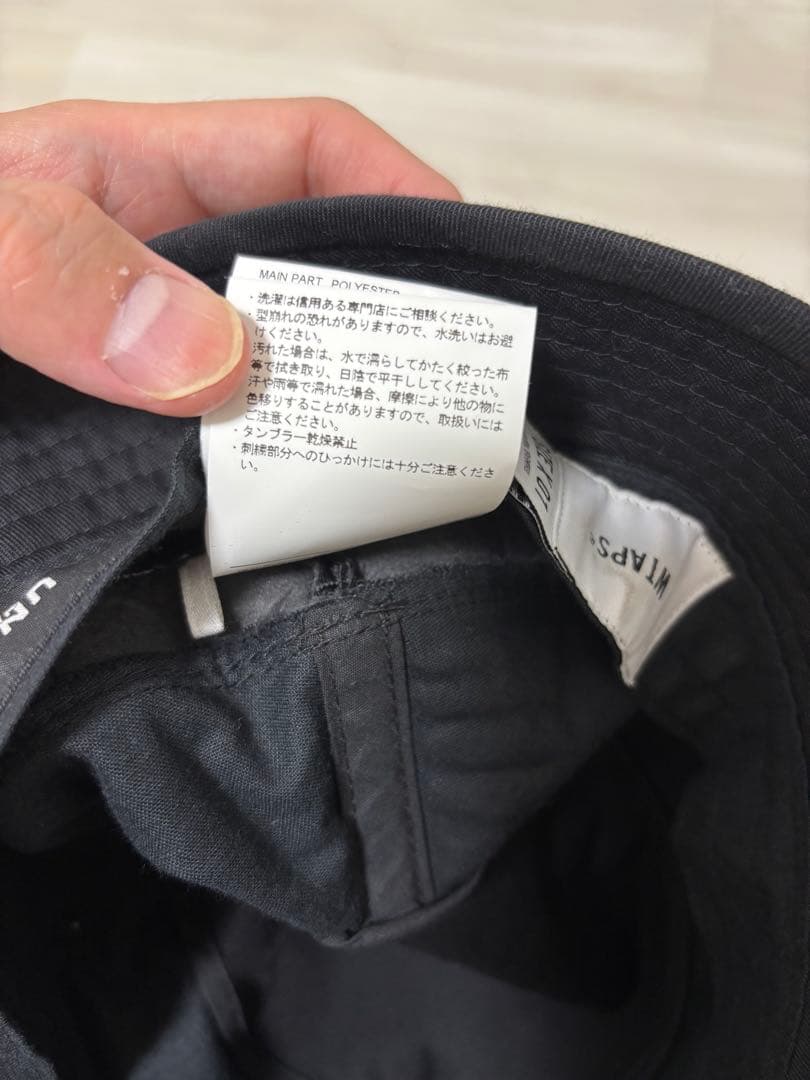 MAIN PART POLYESTER
・洗濯は信用ある専門店にご相談ください。
・型崩れの恐れがありますので、水洗いはお避
けください。
汚れた場合は、水で濡らしてかたく絞った布
等で拭き取り、日陰で平干ししてください。
汗や雨等で濡れた場合、摩擦により他の物に
色移りすることがありますので、取扱いには
ご注意ください。
・タンブラー乾燥禁止
・刺繍部分へのひっかけには十分ご注意くださ
い。
WTAPS